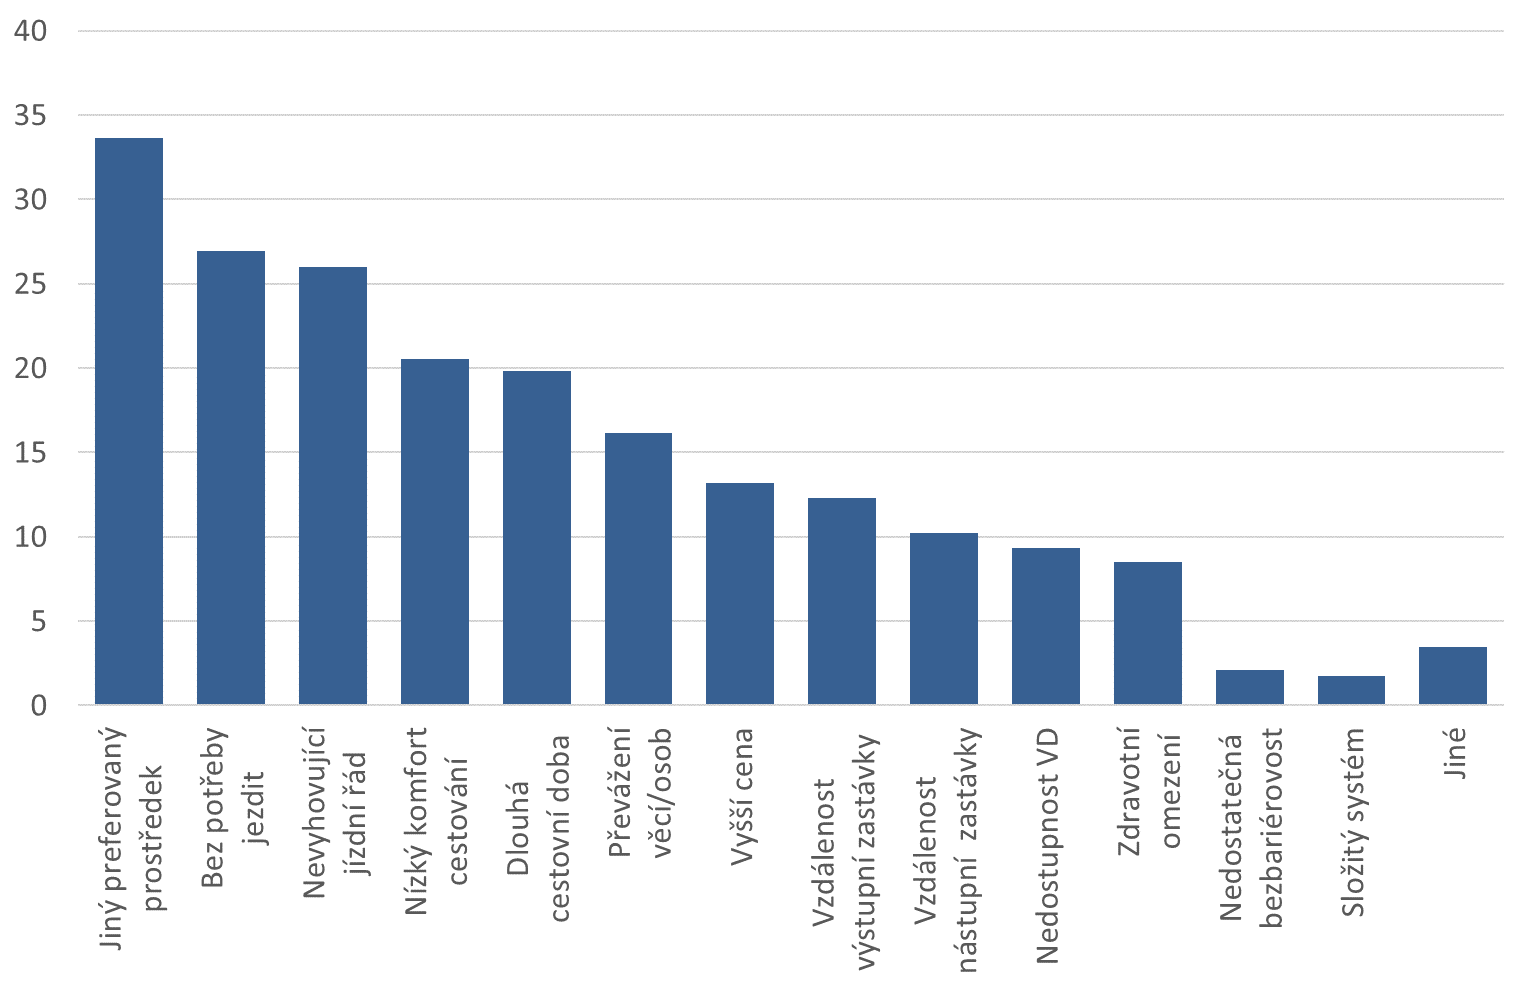 40
35
30
25
20
15
10
5
0
Jiný preferovaný
prostředek
Bez potřeby
jezdit
Nevyhovující
jízdní řád
Nízký komfort
cestování
Dlouhá
cestovní doba
Převážení
věcí/osob
Vyšší cena
Vzdálenost
výstupní zastávky
Vzdálenost
nástupní zastávky
Nedostupnost VD
Zdravotní
omezení
Nedostatečná
bezbariérovost
Složitý systém
Jiné